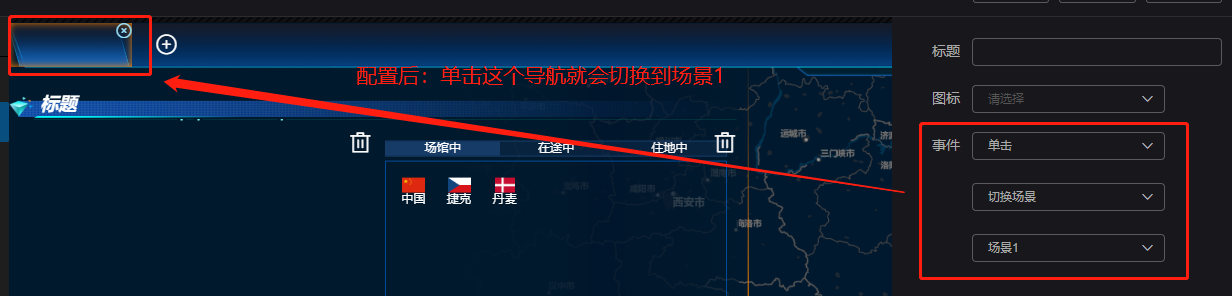 标题
配置后：单击这个导航就会切换到场景1
图标
请选择
标题
事件
单击
场馆中
在途中
住地中
运城市
三门峡市
中国
捷克
丹麦
咸阳市
西安市
切换场景
场景1